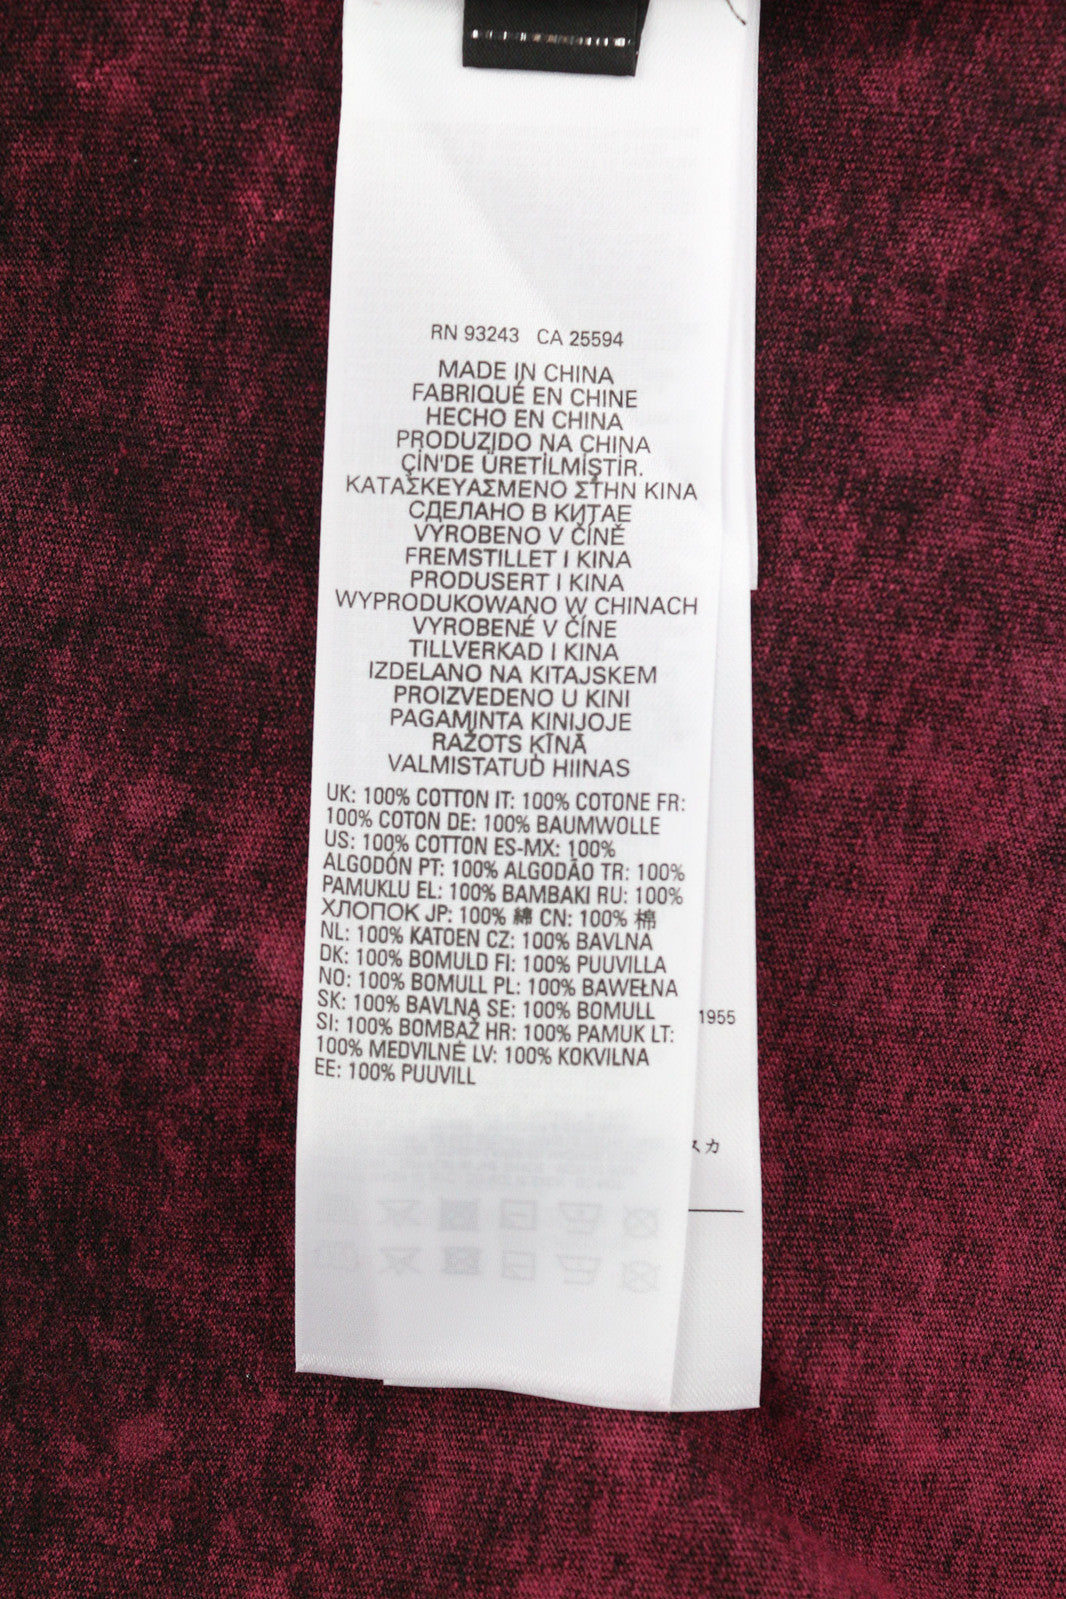 RN 93243 CA 25594
MADE IN CHINA
FABRIQUÉ EN CHINE
HECHO EN CHINA
PRODUZIDO NA CHINA
ÇİN'DE ÜRETİLMİŞTİR.
ΚΑΤΑΣΚΕΥΑΣΜΕΝΟ ΣΤΗΝ ΚΙΝΑ
СДЕЛАНО В КИТАЕ
VYROBENO V ČÍNĚ
FREMSTILLET I KINA
PRODUSERT I KINA
WYPRODUKOWANO W CHINACH
VYROBENÉ V ČÍNE
TILLVERKAD I KINA
IZDELANO NA KITAJSKEM
PROIZVEDENO U KINI
PAGAMINTA KINIJOJE
RAŽOTS ĶĪNĀ
VALMISTATUD HIINAS
UK: 100% COTTON IT: 100% COTONE FR:
100% COTON DE: 100% BAUMWOLLE
US: 100% COTTON ES-MX: 100%
ALGODÓN PT: 100% ALGODÃO TR: 100%
PAMUKLU EL: 100% BAMBAKI RU: 100%
ХЛОПОК JP: 100% 綿 CN: 100% 棉
NL: 100% KATOEN CZ: 100% BAVLNA
DK: 100% BOMULD FI: 100% PUUVILLA
NO: 100% BOMULL PL: 100% BAWEŁNA
SK: 100% BAVLNA SE: 100% BOMULL
SI: 100% BOMBAŽ HR: 100% PAMUK LT:
100% MEDVILNĖ LV: 100% KOKVILNA
EE: 100% PUUVILL
1955
スカ